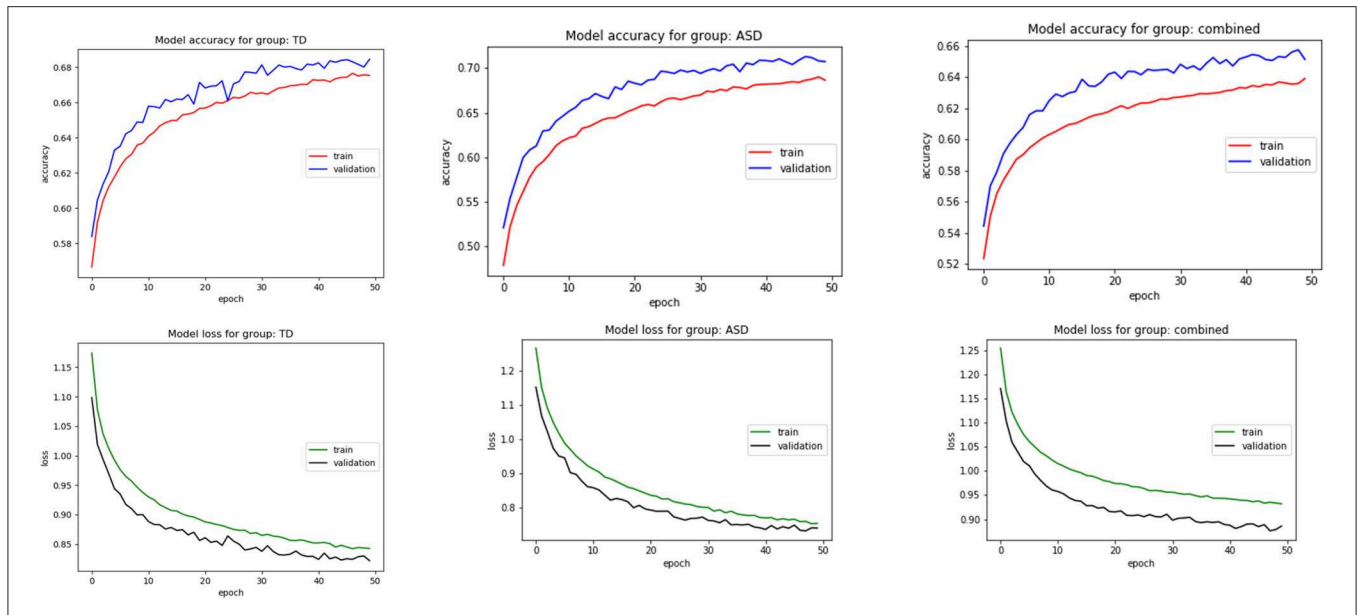 Model accuracy for group: TD
0.68
0.66
0.64
0.62
0.60
0.58
accuracy
train
validation
0 10 20 30 40 50
epoch
Model accuracy for group: ASD
0.70
0.65
0.60
0.55
0.50
accuracy
train
validation
0 10 20 30 40 50
epoch
Model accuracy for group: combined
0.66
0.64
0.62
0.60
0.58
0.56
0.54
0.52
accuracy
train
validation
0 10 20 30 40 50
epoch
Model loss for group: TD
1.15
1.10
1.05
1.00
0.95
0.90
0.85
loss
train
validation
0 10 20 30 40 50
epoch
Model loss for group: ASD
1.2
1.1
1.0
0.9
0.8
loss
train
validation
0 10 20 30 40 50
epoch
Model loss for group: combined
1.25
1.20
1.15
1.10
1.05
1.00
0.95
0.90
loss
train
validation
0 10 20 30 40 50
epoch